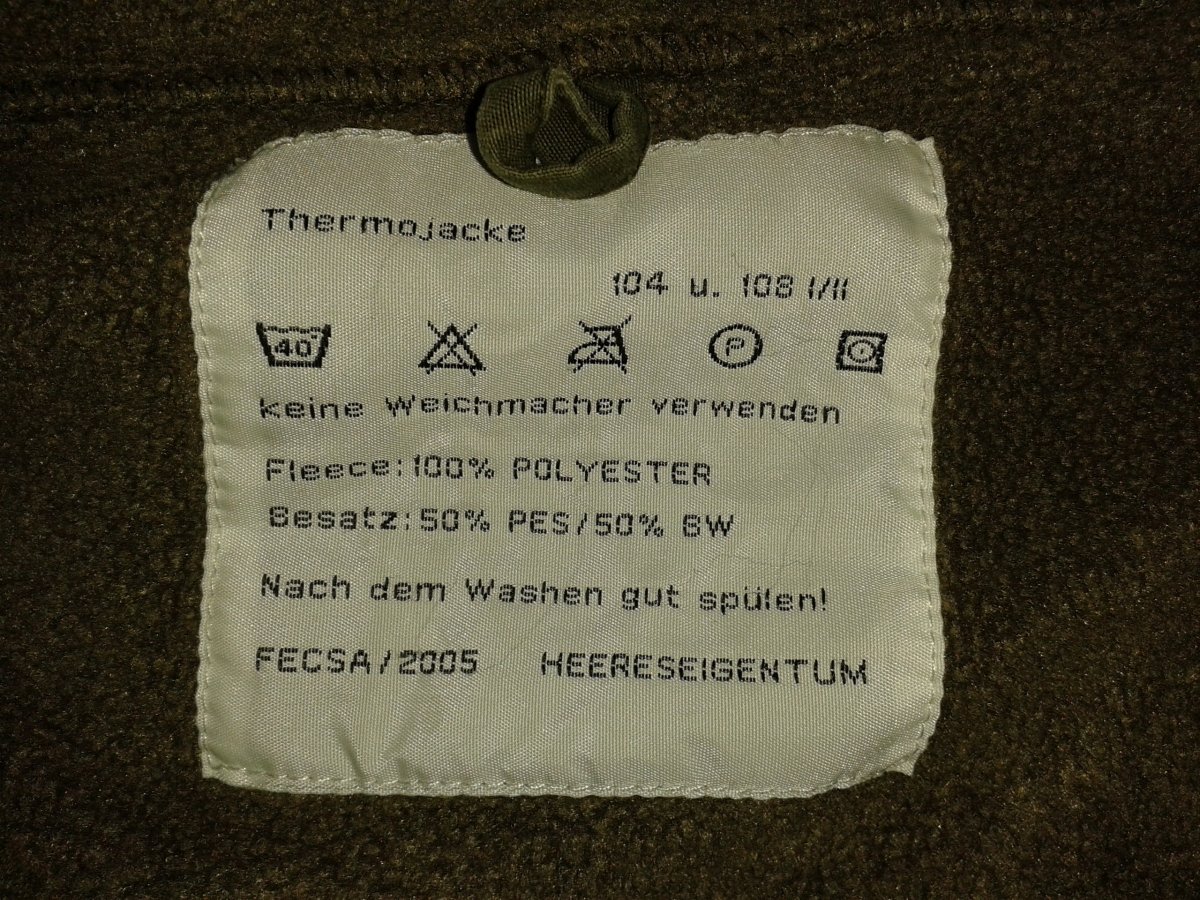 Thermojacke
104 u. 108 I/II
40° P
keine Weichmacher verwenden
Fleece: 100% POLYESTER
Besatz: 50% PES/50% BW
Nach dem Washen gut spülen!
FECSA/2005 HEERESEIGENTUM